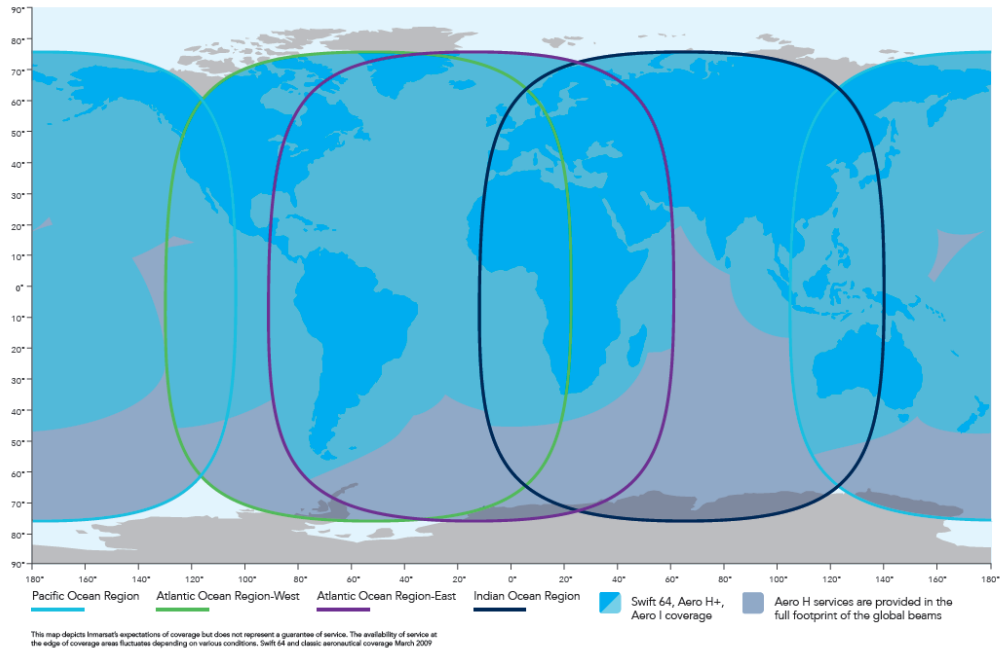 90°
80°
70°
60°
50°
40°
30°
20°
10°
0°
10°
20°
30°
40°
50°
60°
70°
80°
90°
180° 160° 140° 120° 100° 80° 60° 40° 20° 0° 20° 40° 60° 80° 100° 120° 140° 160° 180°
Pacific Ocean Region Atlantic Ocean Region-West Atlantic Ocean Region-East Indian Ocean Region
Swift 64, Aero H+,
Aero I coverage
Aero H services are provided in the
full footprint of the global beams
This map depicts Inmarsat's expectations of coverage but does not represent a guarantee of service. The availability of service at
the edge of coverage areas fluctuates depending on various conditions. Swift 64 and classic aeronautical coverage March 2009